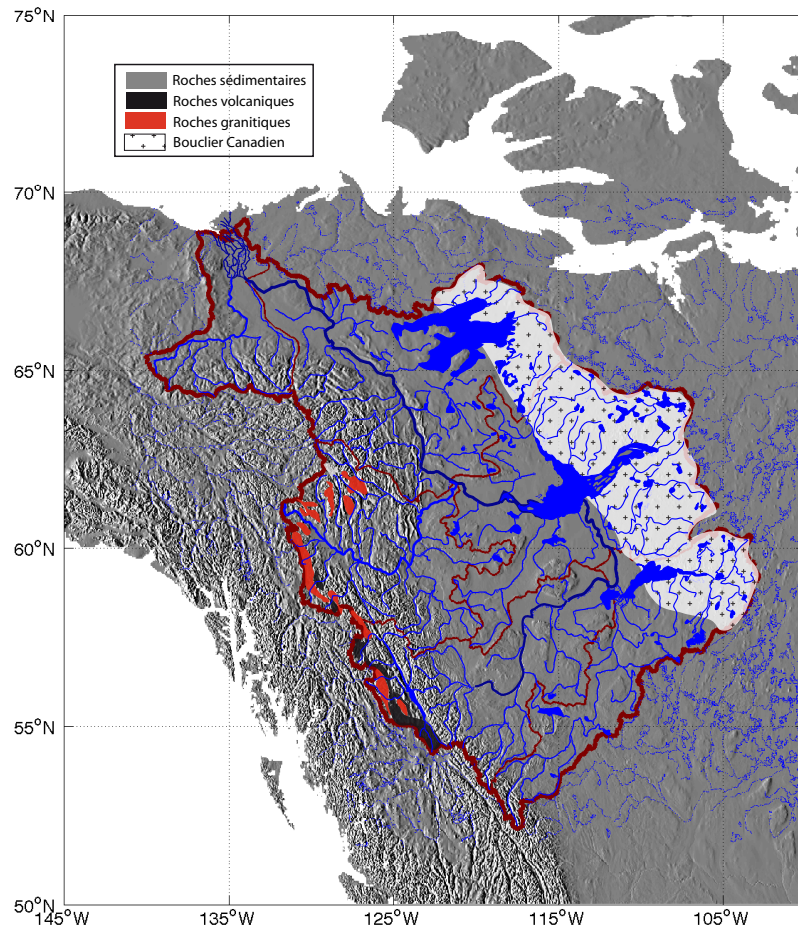 75°N
Roches sédimentaires
Roches volcaniques
Roches granitiques
Bouclier Canadien
70°N
65°N
60°N
55°N
50°N
145°W
135°W
125°W
115°W
105°W